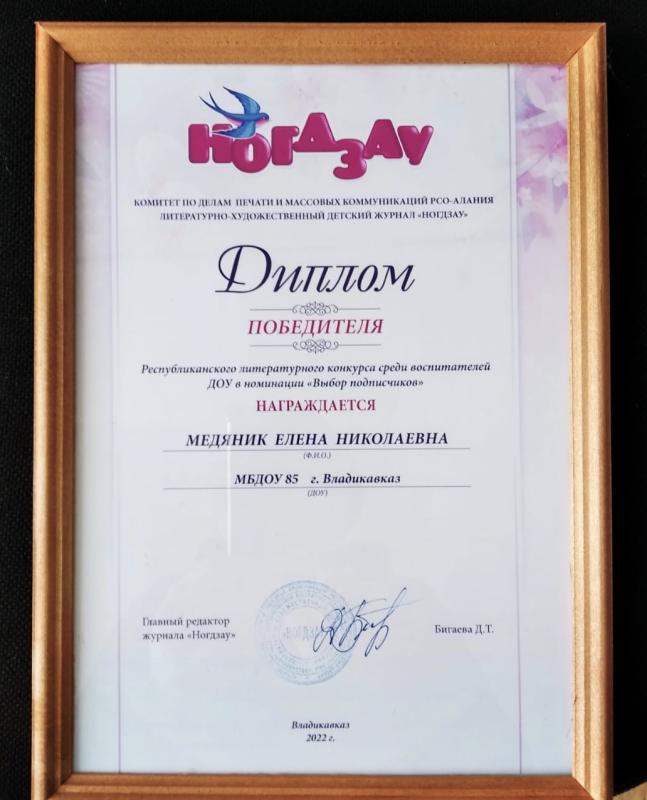 НОГДЗАУ
КОМИТЕТ ПО ДЕЛАМ ПЕЧАТИ И МАССОВЫХ КОММУНИКАЦИЙ РСО-АЛАНИЯ
ЛИТЕРАТУРНО-ХУДОЖЕСТВЕННЫЙ ДЕТСКИЙ ЖУРНАЛ «НОГДЗАУ»
Диплом
ПОБЕДИТЕЛЯ
Республиканского литературного конкурса среди воспитателей
ДОУ в номинации «Выбор подписчиков»
НАГРАЖДАЕТСЯ
МЕДЯНИК ЕЛЕНА НИКОЛАЕВНА
(Ф.И.О.)
МБДОУ 85 г. Владикавказ
(ДОУ)
Главный редактор
журнала «Ногдзау»
Бигаева Д.Т.
Владикавказ
2022 г.